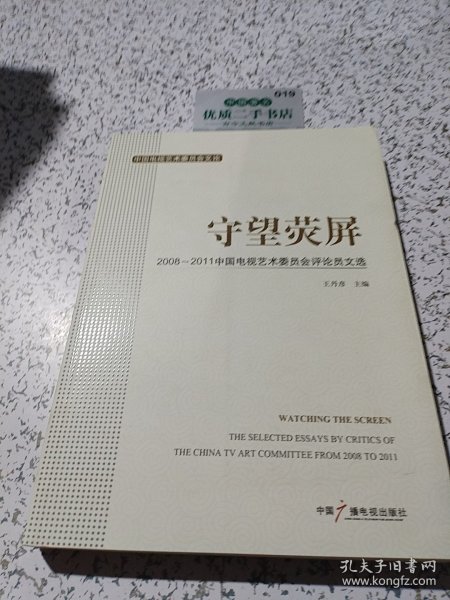 019
优质二手书店
中国电视艺术委员会文论
守望荧屏
2008～2011中国电视艺术委员会评论员文选
王丹彦 主编
WATCHING THE SCREEN
THE SELECTED ESSAYS BY CRITICS OF
THE CHINA TV ART COMMITTEE FROM 2008 TO 2011
中国广播电视出版社
孔夫子旧书网
www.kongfz.com